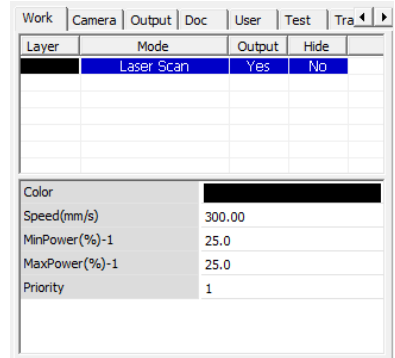 Work Camera Output Doc User Test Tra
Layer Mode Output Hide
Laser Scan Yes No
Color
Speed(mm/s) 300.00
MinPower(%)-1 25.0
MaxPower(%)-1 25.0
Priority 1